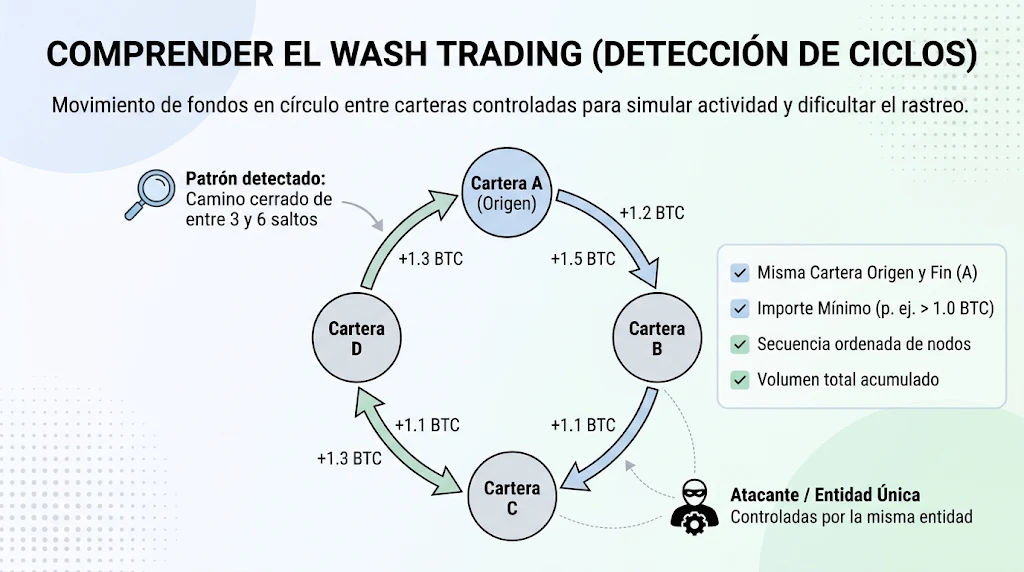 COMPRENDER EL WASH TRADING (DETECCIÓN DE CICLOS)
Movimiento de fondos en círculo entre carteras controladas para simular actividad y dificultar el rastreo.
Patrón detectado:
Camino cerrado de
entre 3 y 6 saltos
Cartera A
(Origen)
+1.2 BTC
+1.3 BTC
+1.5 BTC
Cartera
D
Cartera
B
Misma Cartera Origen y Fin (A)
Importe Mínimo (p. ej. > 1.0 BTC)
Secuencia ordenada de nodos
Volumen total acumulado
+1.1 BTC
+1.3 BTC
+1.1 BTC
Cartera
C
Atacante / Entidad Única
Controladas por la misma entidad